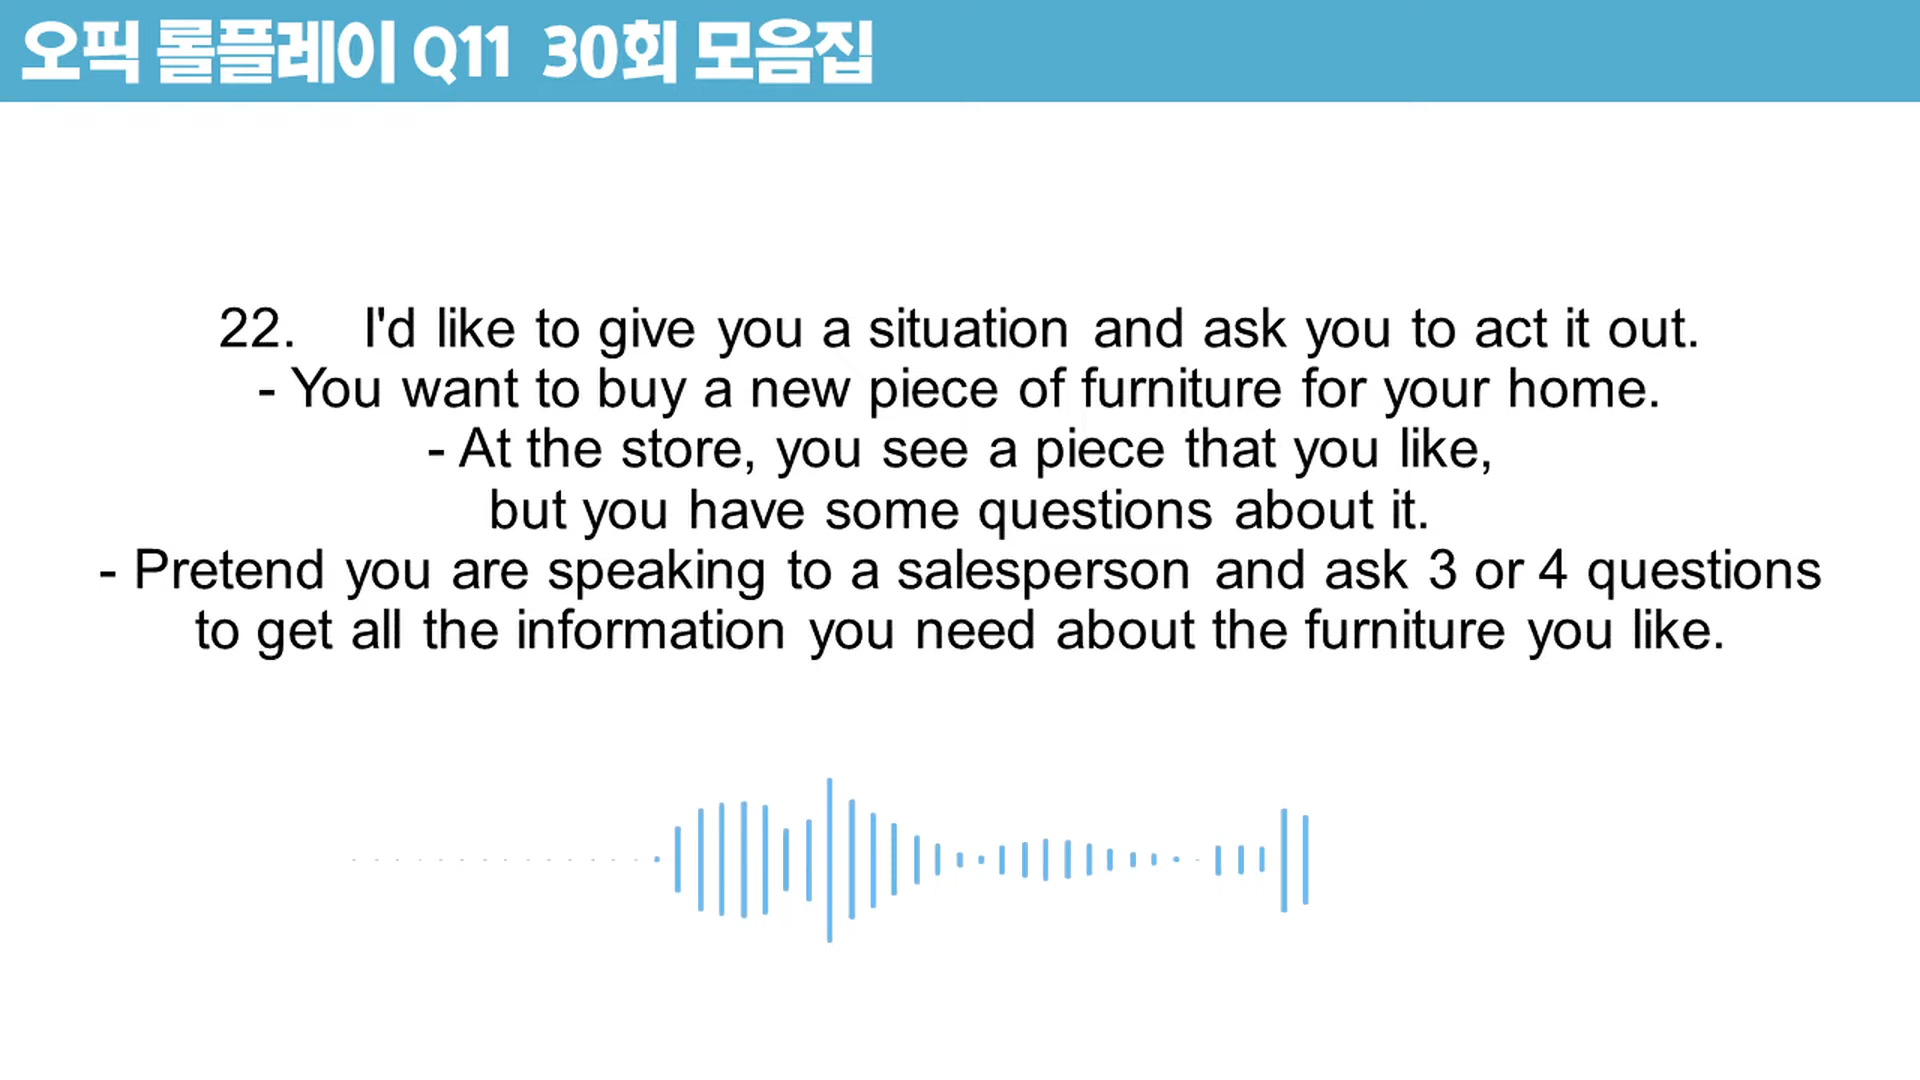 오픽 롤플레이 Q11 30회 모음집
22. I'd like to give you a situation and ask you to act it out.
- You want to buy a new piece of furniture for your home.
- At the store, you see a piece that you like,
but you have some questions about it.
- Pretend you are speaking to a salesperson and ask 3 or 4 questions
to get all the information you need about the furniture you like.